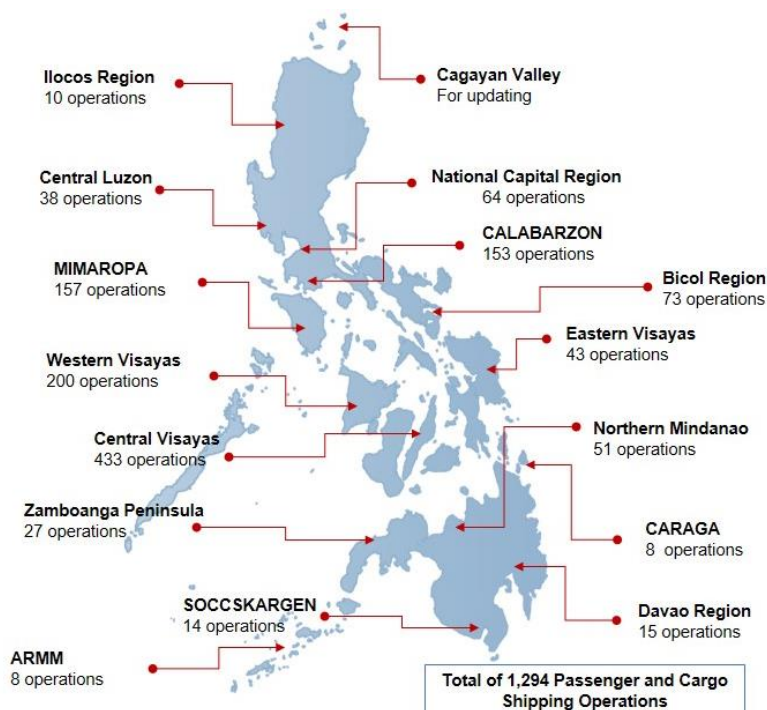 Ilocos Region
10 operations
Cagayan Valley
For updating
Central Luzon
38 operations
National Capital Region
64 operations
CALABARZON
153 operations
MIMAROPA
157 operations
Bicol Region
73 operations
Eastern Visayas
43 operations
Western Visayas
200 operations
Northern Mindanao
51 operations
Central Visayas
433 operations
Zamboanga Peninsula
27 operations
CARAGA
8 operations
SOCCSKARGEN
14 operations
Davao Region
15 operations
ARMM
8 operations
Total of 1,294 Passenger and Cargo
Shipping Operations